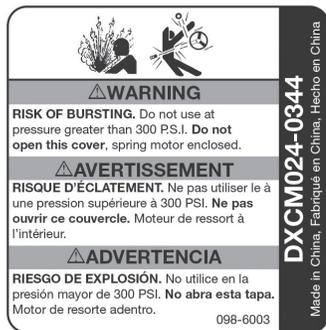 ⚠WARNING
RISK OF BURSTING. Do not use at
pressure greater than 300 P.S.I. Do not
open this cover, spring motor enclosed.
⚠AVERTISSEMENT
RISQUE D'ÉCLATEMENT. Ne pas utiliser le à
une pression supérieure à 300 PSI. Ne pas
ouvrir ce couvercle. Moteur de ressort à
l'intérieur.
⚠ADVERTENCIA
RIESGO DE EXPLOSIÓN. No utilice en la
presión mayor de 300 PSI. No abra esta tapa.
Motor de resorte adentro.
098-6003
DXCM024-0344
Made in China, Fabriqué en China, Hecho en China